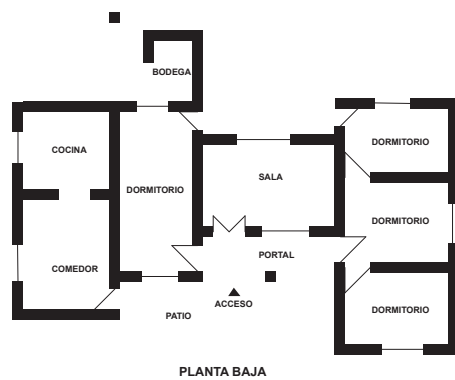 BODEGA
DORMITORIO
COCINA
DORMITORIO
SALA
DORMITORIO
COMEDOR
PORTAL
ACCESO
PATIO
DORMITORIO
PLANTA BAJA